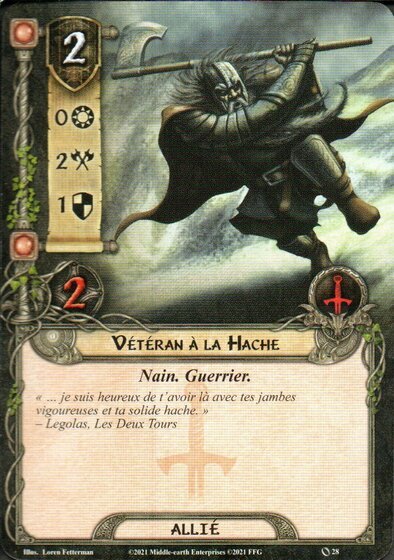 2
0
2
1
2
Vétéran à la Hache
Nain. Guerrier.
« ... je suis heureux de t'avoir là avec tes jambes
vigoureuses et ta solide hache. »
– Legolas, Les Deux Tours
ALLIÉ
Illus. Loren Fetterman ©2021 Middle-earth Enterprises ©2021 FFG 28